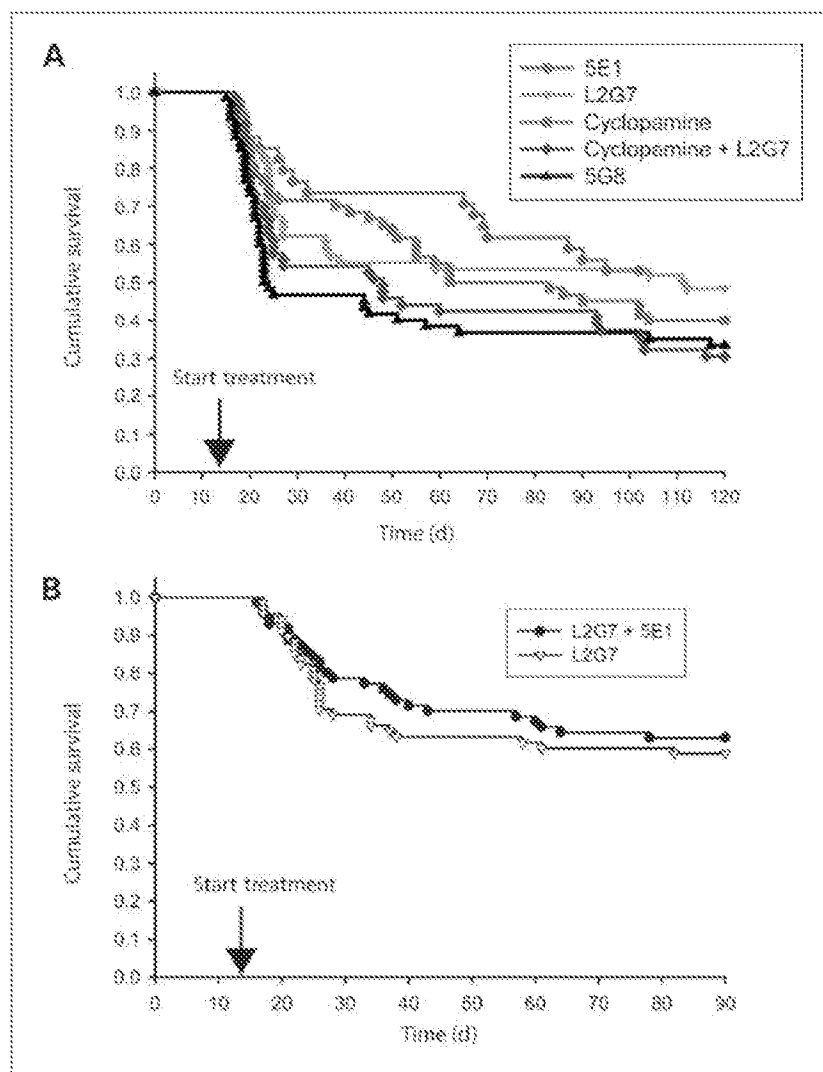 A
5E1
L2G7
Cyclopamine
Cyclopamine + L2G7
5G8
Cumulative survival
1.0
0.9
0.8
0.7
0.6
0.5
0.4
0.3
0.2
0.1
0.0
Start treatment
0 10 20 30 40 50 60 70 80 90 100 110 120
Time (d)
B
L2G7 + 5E1
L2G7
Cumulative survival
1.0
0.9
0.8
0.7
0.6
0.5
0.4
0.3
0.2
0.1
0.0
Start treatment
0 10 20 30 40 50 60 70 80 90
Time (d)